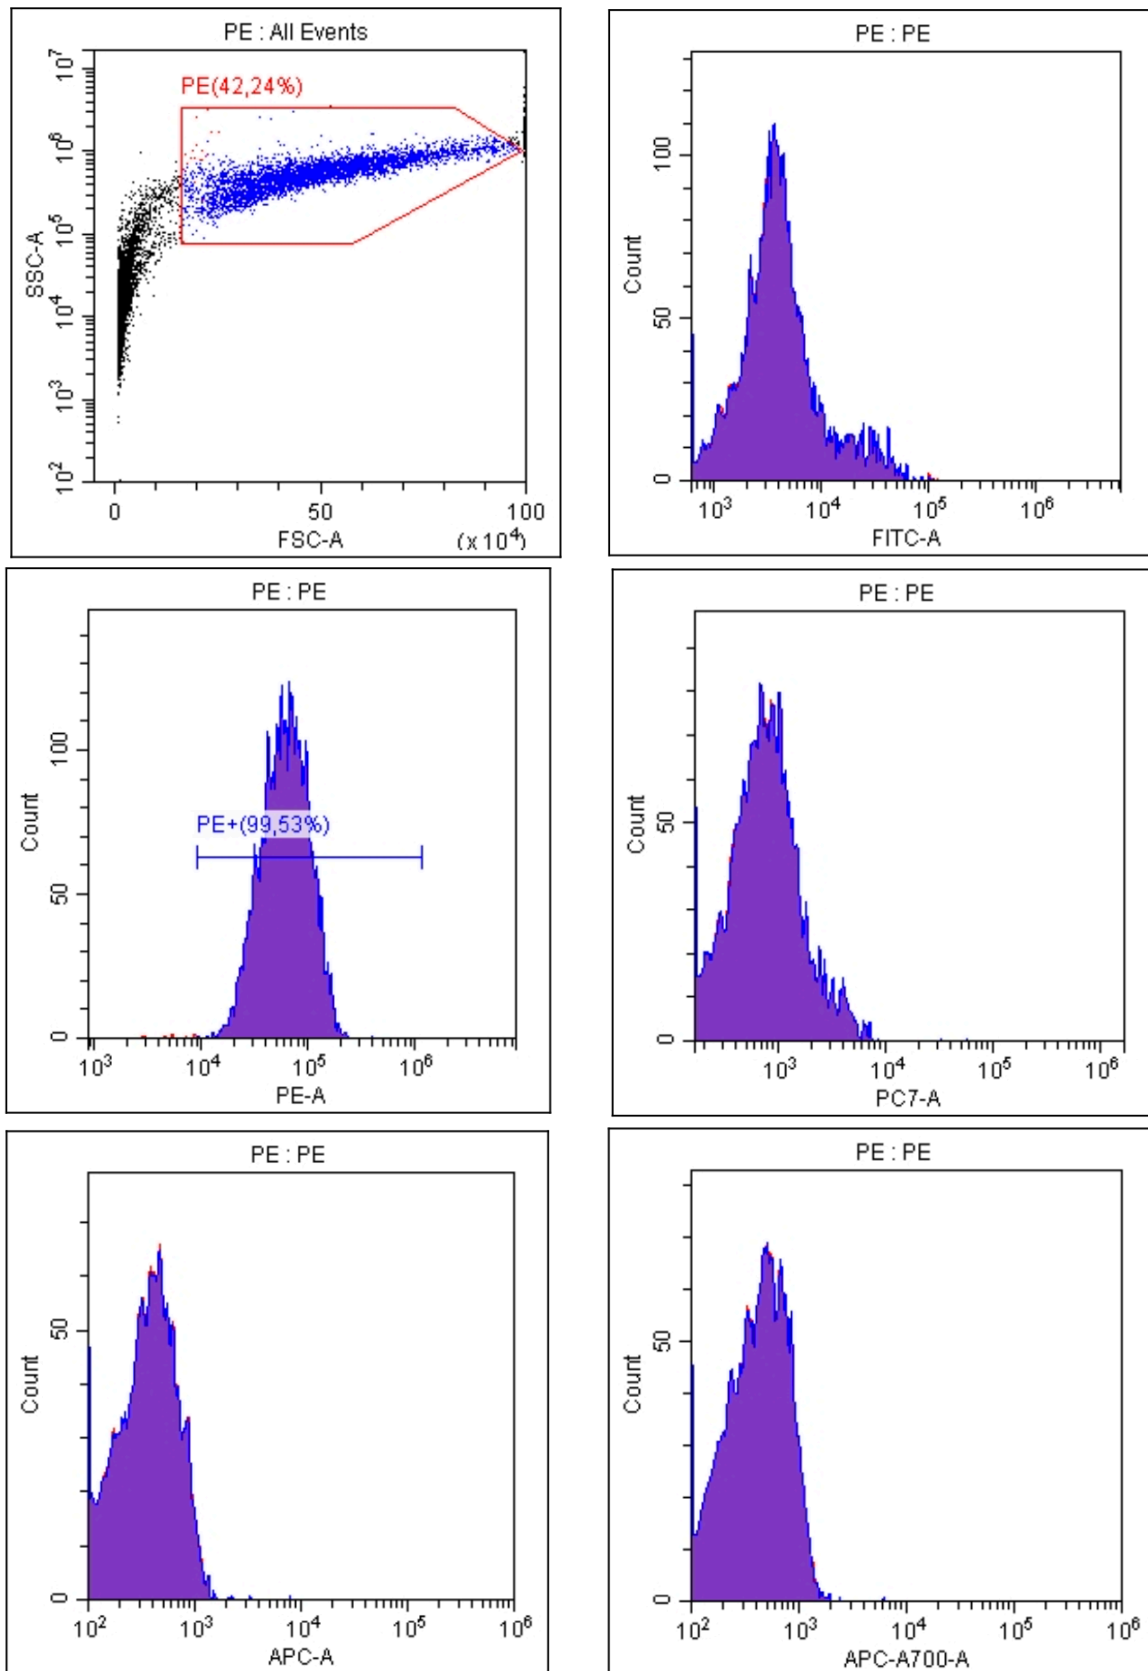 PE : All Events
PE(42,24%)
10^7
10^6
10^5
10^4
10^3
10^2
SSC-A
0 50 100
FSC-A (x 10^4)
PE : PE
100
50
0
Count
10^3 10^4 10^5 10^6
FITC-A
PE : PE
PE+(99,53%)
100
50
0
Count
10^3 10^4 10^5 10^6
PE-A
PE : PE
50
0
Count
10^3 10^4 10^5 10^6
PC7-A
PE : PE
50
0
Count
10^2 10^3 10^4 10^5 10^6
APC-A
PE : PE
50
0
Count
10^2 10^3 10^4 10^5 10^6
APC-A700-A